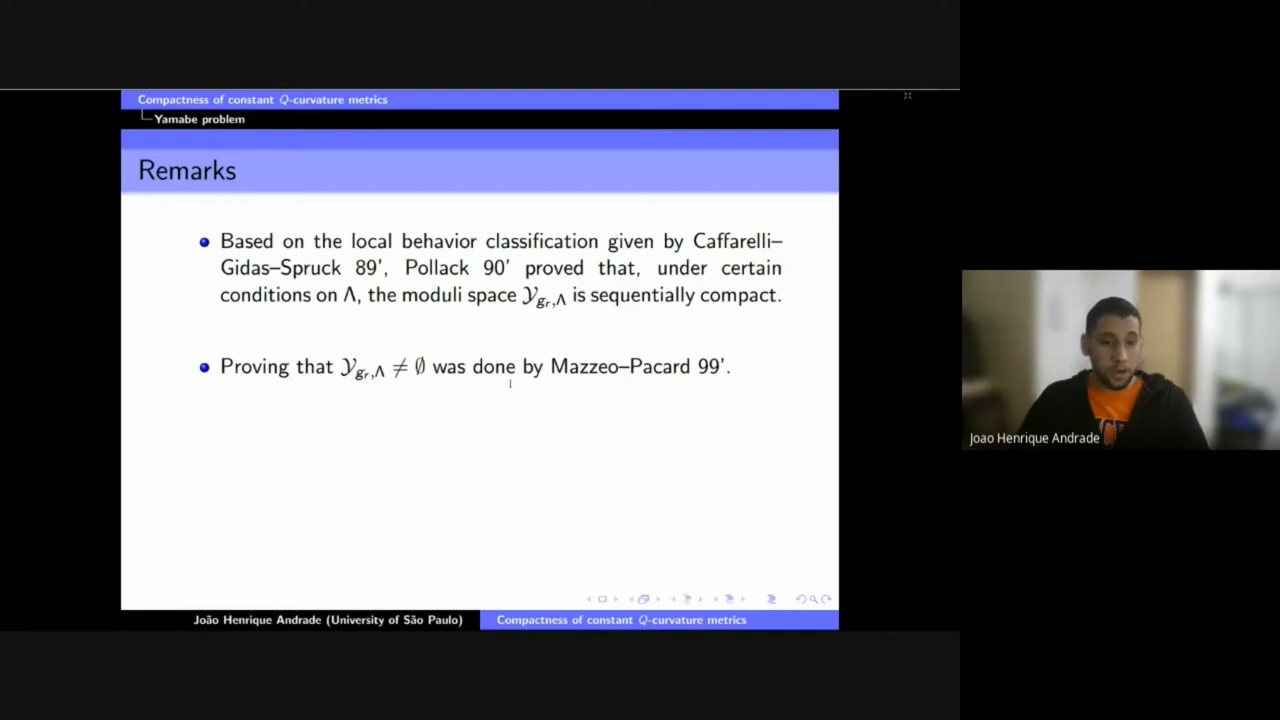 Compactness of constant Q-curvature metrics
Yamabe problem
Remarks
Based on the local behavior classification given by Caffarelli–
Gidas–Spruck 89', Pollack 90' proved that, under certain
conditions on Λ, the moduli space 𝒴_{g_r,Λ} is sequentially compact.
Proving that 𝒴_{g_r,Λ} ≠ ∅ was done by Mazzeo–Pacard 99'.
João Henrique Andrade (University of São Paulo)
Compactness of constant Q-curvature metrics
Joao Henrique Andrade